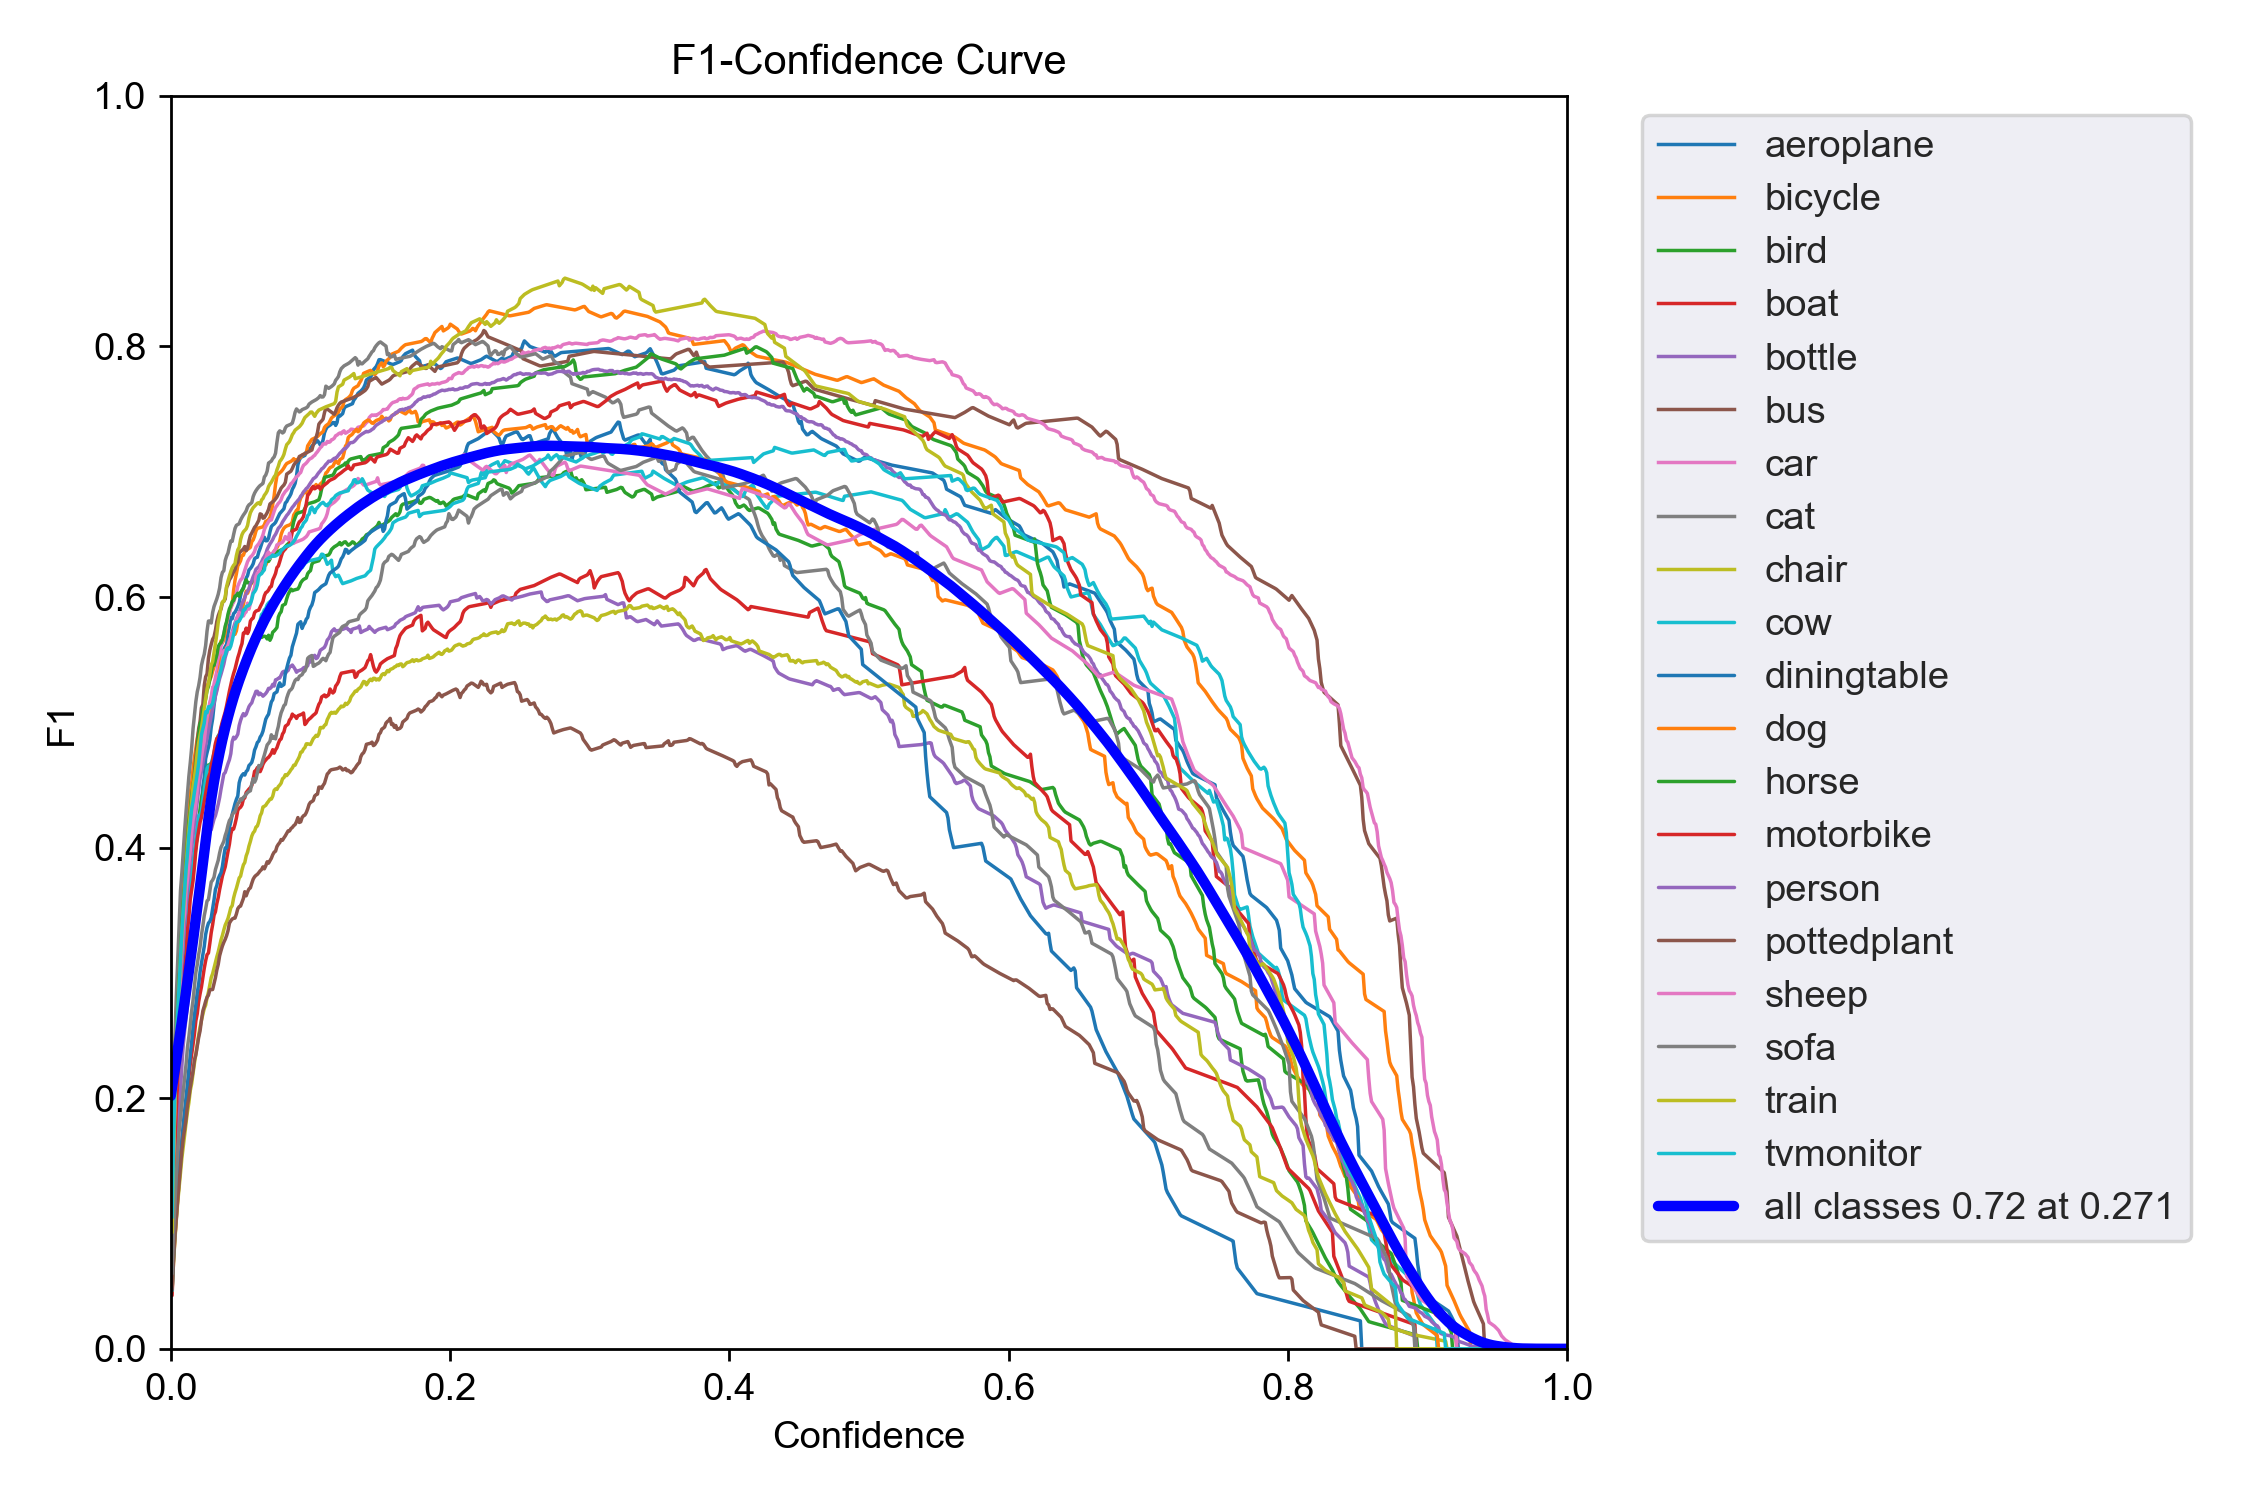 F1-Confidence Curve
1.0
0.8
0.6
0.4
0.2
0.0
F1
0.0 0.2 0.4 0.6 0.8 1.0
Confidence
aeroplane
bicycle
bird
boat
bottle
bus
car
cat
chair
cow
diningtable
dog
horse
motorbike
person
pottedplant
sheep
sofa
train
tvmonitor
all classes 0.72 at 0.271